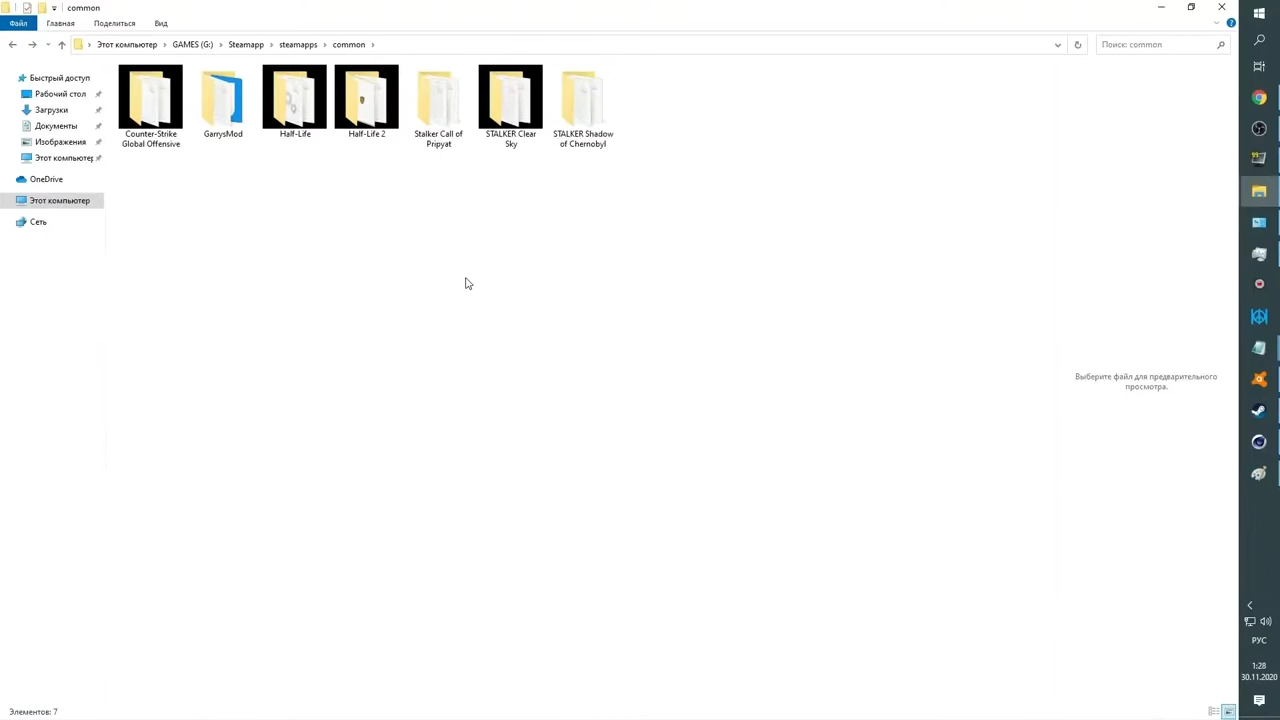 common
Файл Главная Поделиться Вид
Этот компьютер GAMES (G:) Steamapp steamapps common
Поиск: common
Быстрый доступ
Рабочий стол
Загрузки
Документы
Изображения
Этот компьютер
OneDrive
Этот компьютер
Сеть
Counter-Strike
Global Offensive
GarrysMod
Half-Life
Half-Life 2
Stalker Call of
Pripyat
STALKER Clear
Sky
STALKER Shadow
of Chernobyl
Выберите файл для предварительного
просмотра.
99
РУС
1:28
30.11.2020
Элементов: 7